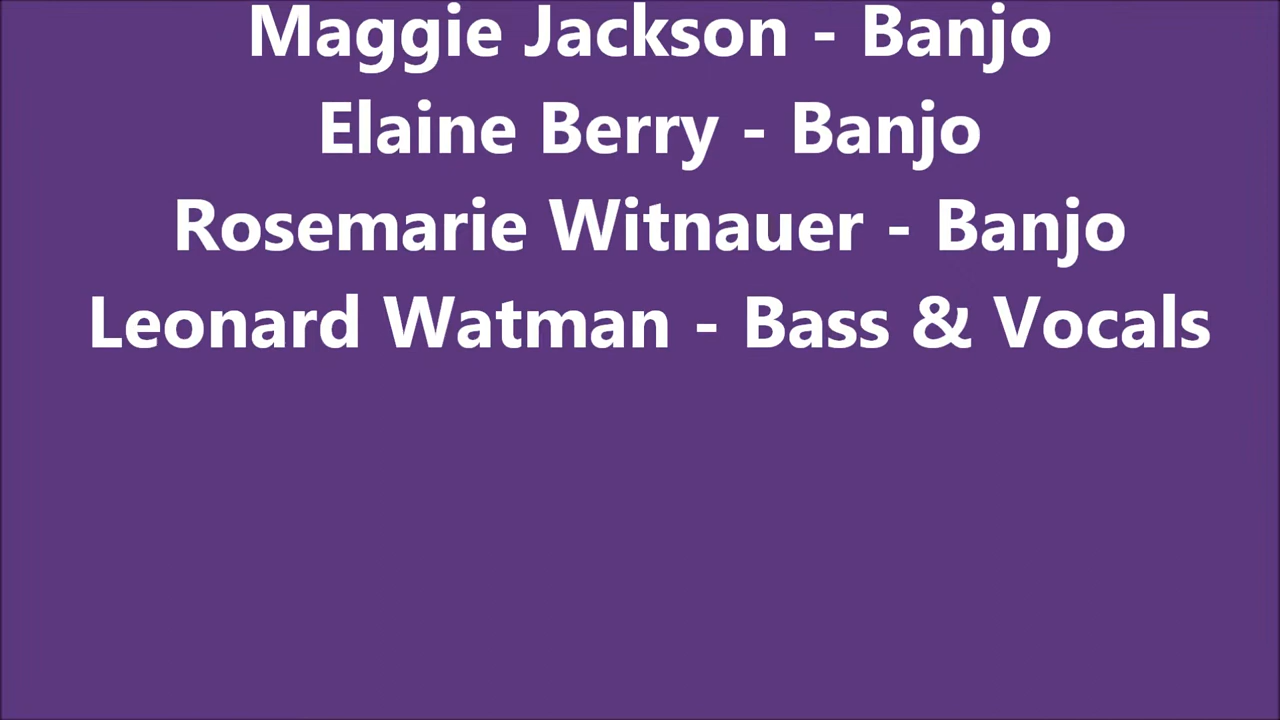 Maggie Jackson - Banjo
Elaine Berry - Banjo
Rosemarie Witnauer - Banjo
Leonard Watman - Bass & Vocals